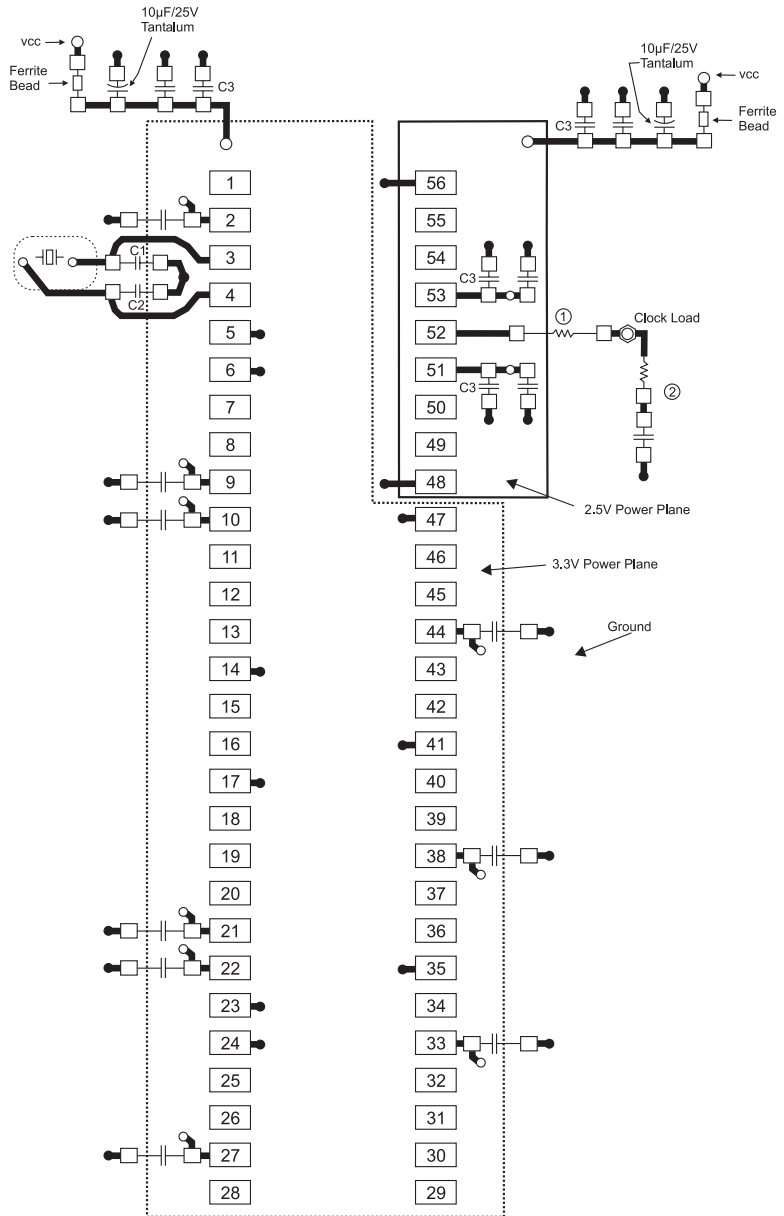 10µF/25V
Tantalum
vcc
Ferrite
Bead
C3
10µF/25V
Tantalum
vcc
C3
Ferrite
Bead
1
56
2
55
C1
3
54
C3
C2
4
53
5
52
①
Clock Load
6
51
C3
②
7
50
8
49
9
48
2.5V Power Plane
10
47
11
46
3.3V Power Plane
12
45
13
44
Ground
14
43
15
42
16
41
17
40
18
39
19
38
20
37
21
36
22
35
23
34
24
33
25
32
26
31
27
30
28
29